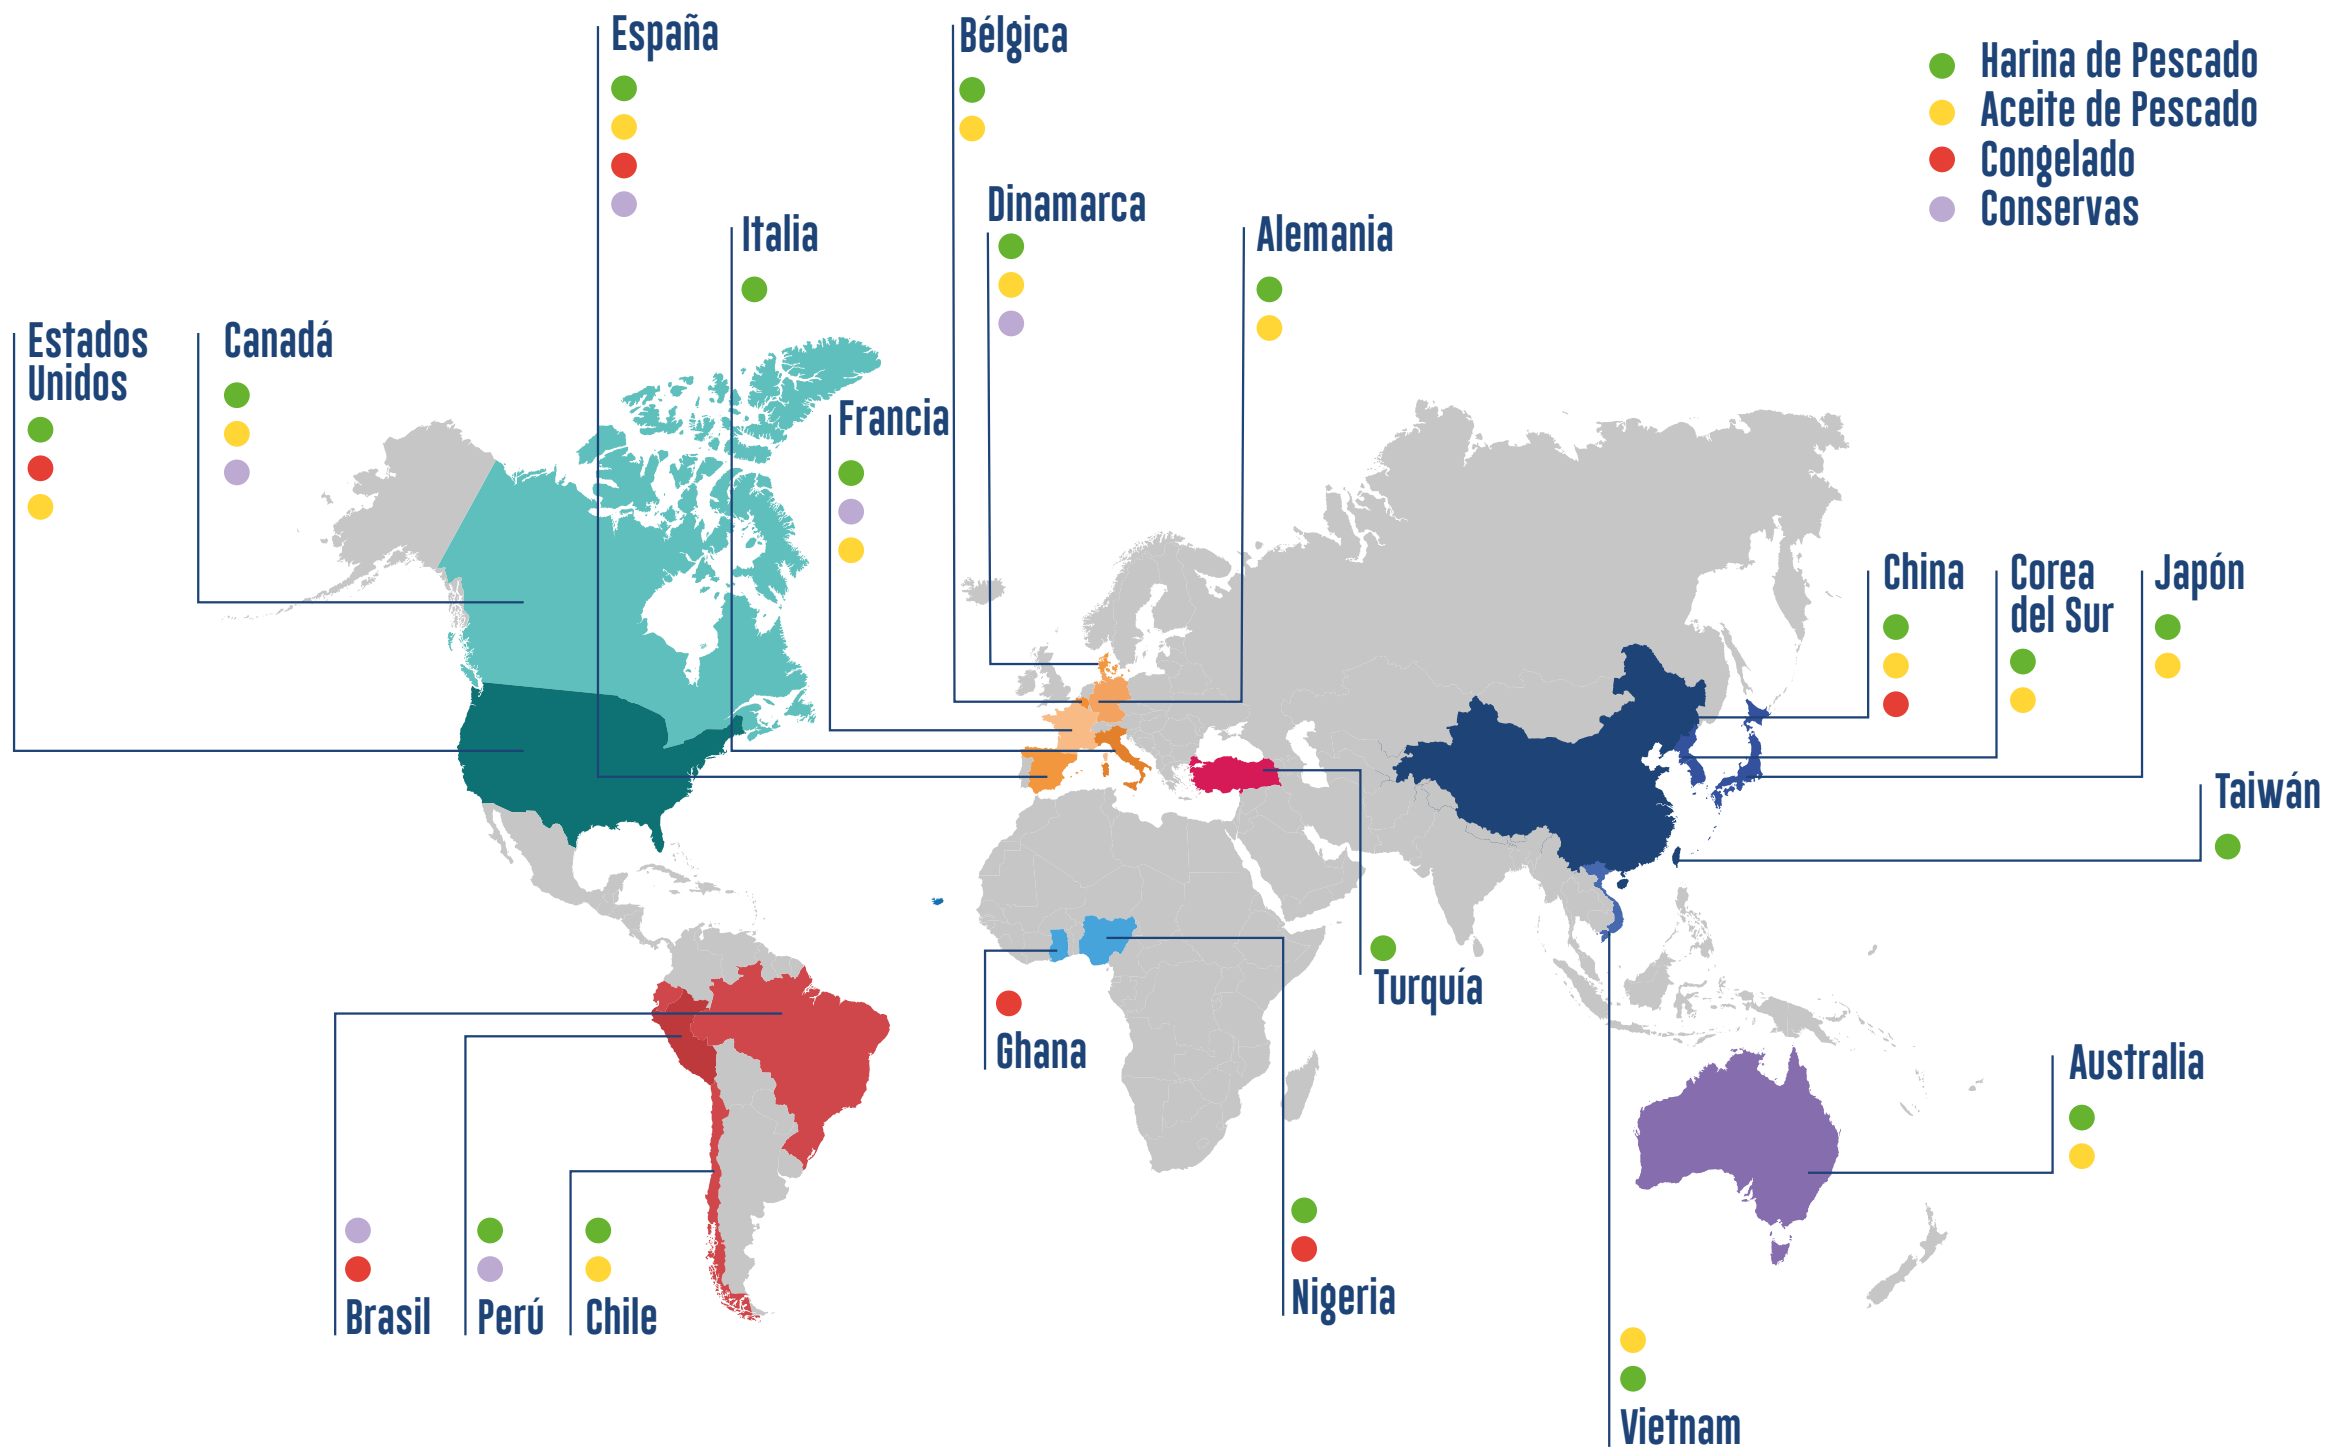 España
Bélgica
Harina de Pescado
Aceite de Pescado
Congelado
Conservas
Dinamarca
Italia
Alemania
Estados
Unidos
Canadá
Francia
China
Corea
del Sur
Japón
Taiwán
Turquía
Ghana
Australia
Nigeria
Brasil
Perú
Chile
Vietnam